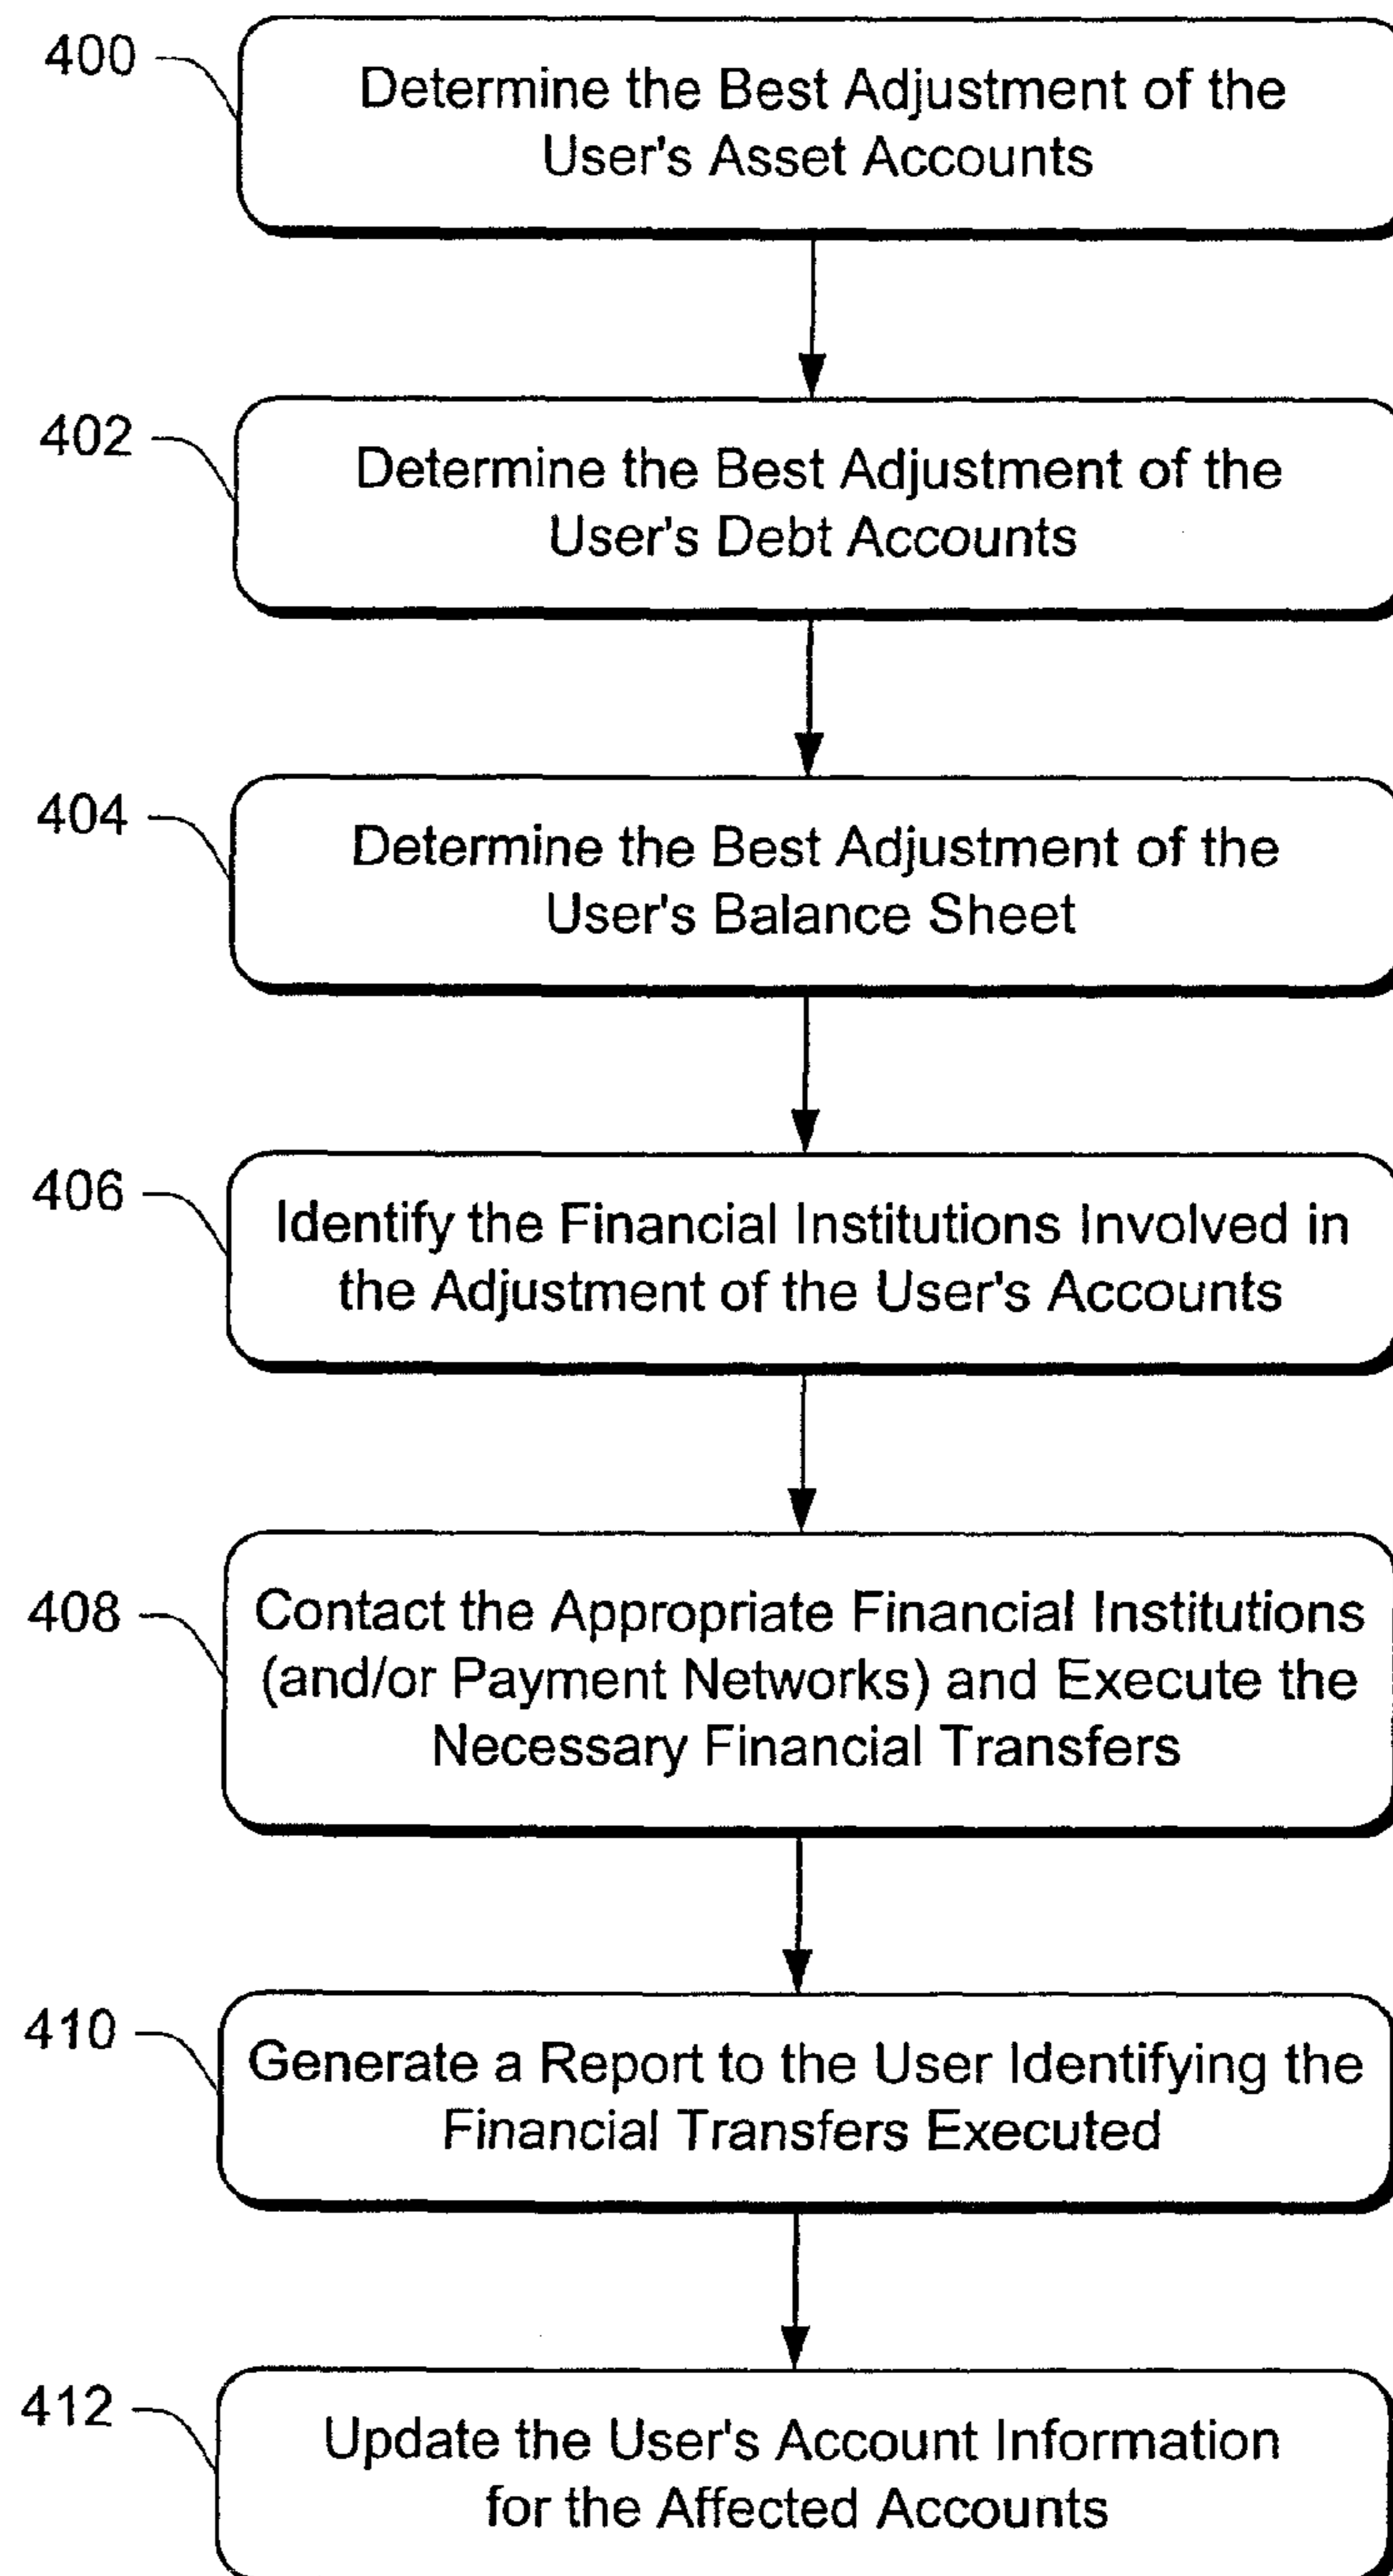 400
Determine the Best Adjustment of the
User's Asset Accounts
402
Determine the Best Adjustment of the
User's Debt Accounts
404
Determine the Best Adjustment of the
User's Balance Sheet
406
Identify the Financial Institutions Involved in
the Adjustment of the User's Accounts
408
Contact the Appropriate Financial Institutions
(and/or Payment Networks) and Execute the
Necessary Financial Transfers
410
Generate a Report to the User Identifying the
Financial Transfers Executed
412
Update the User's Account Information
for the Affected Accounts